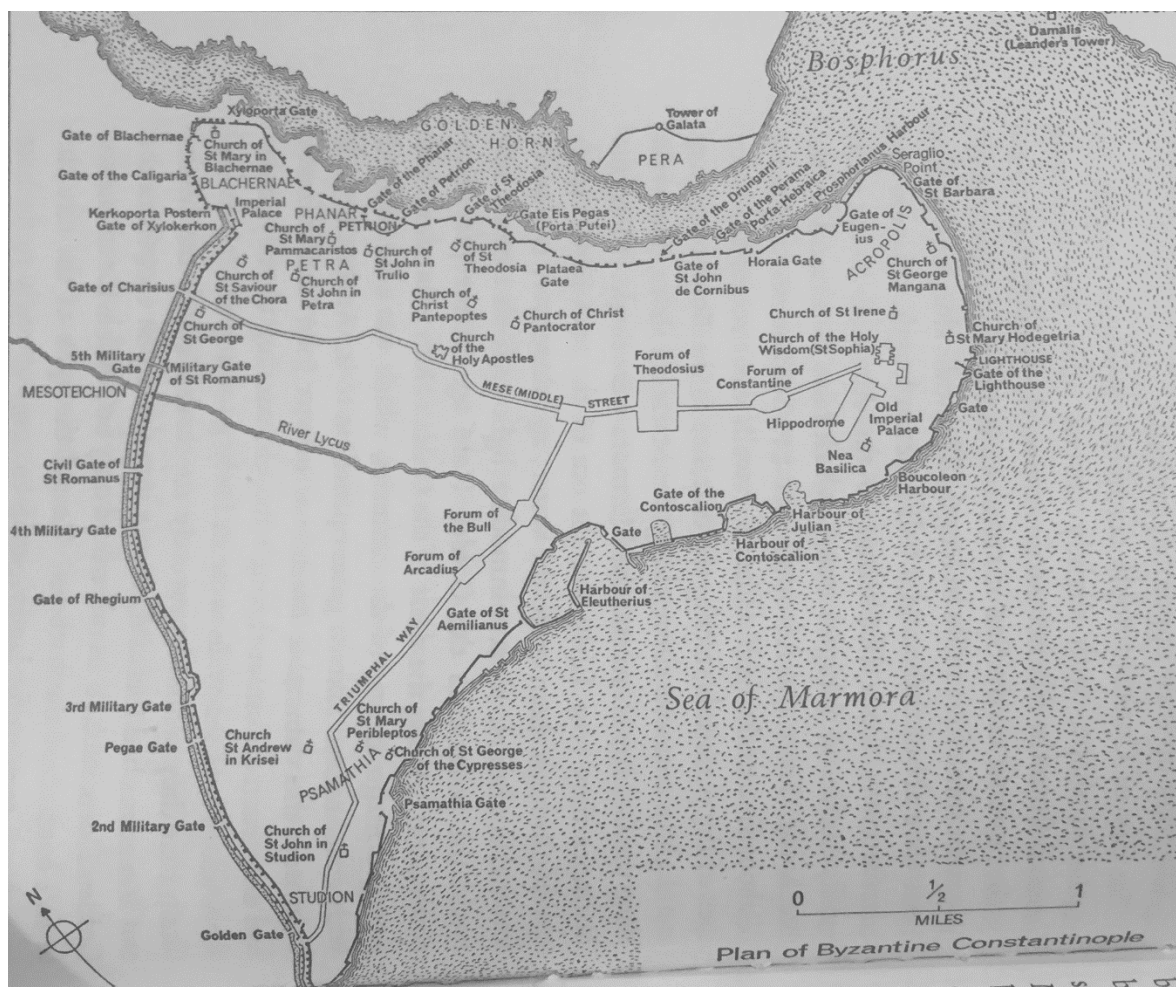 Damalis
(Leander's Tower)
Bosphorus
Xyloporta Gate
GOLDEN
HORN
Tower of
Galata
PERA
Gate of Blachernae
Church of
St Mary in
Blachernae
BLACHERNAE
Gate of the Caligaria
Kerkoporta Postern
Gate of Xylokerkon
Imperial
Palace
PHANAR
PETRION
Gate of the Phanar
Gate of Petrion
Gate of St
Theodosia
Gate Eis Pegas
(Porta Putei)
Gate of the Drungarii
Gate of the Perama
Porta Hebraica
Prosphorianus Harbour
Seraglio
Point
Gate of
St Barbara
Gate of
Eugen-
ius
ACROPOLIS
Church of
St George
Mangana
Church of
St Mary
Pammacaristos
PETRA
Church of
St John in
Trulio
Church
of St
Theodosia
Plataea
Gate
Gate of
St John
de Cornibus
Horaia Gate
Church of
St Saviour
of the Chora
Church of
St John in
Petra
Gate of Charisius
Church of
St George
Church of
Christ
Pantepoptes
Church of Christ
Pantocrator
Church of St Irene
Church of
St Mary Hodegetria
Church of the Holy
Wisdom (St Sophia)
LIGHTHOUSE
Gate of the
Lighthouse
Gate
Church
of the
Holy Apostles
Forum of
Theodosius
Forum of
Constantine
5th Military
Gate
(Military Gate
of St Romanus)
MESOTEICHION
MESE (MIDDLE) STREET
Hippodrome
Old
Imperial
Palace
Nea
Basilica
River Lycus
Boucoleon
Harbour
Civil Gate of
St Romanus
Gate of the
Contoscalion
Harbour of
Julian
Harbour of
Contoscalion
4th Military Gate
Forum of
the Bull
Gate
Forum of
Arcadius
Gate of Rhegium
Harbour of
Eleutherius
Gate of St
Aemilianus
TRIUMPHAL WAY
Sea of Marmora
3rd Military Gate
Pegae Gate
Church
St Andrew
in Krisei
Church of
St Mary
Peribleptos
Church of St George
of the Cypresses
PSAMATHIA
Psamathia Gate
2nd Military Gate
Church of
St John in
Studion
STUDION
Golden Gate
N
0 ½ 1
MILES
Plan of Byzantine Constantinople